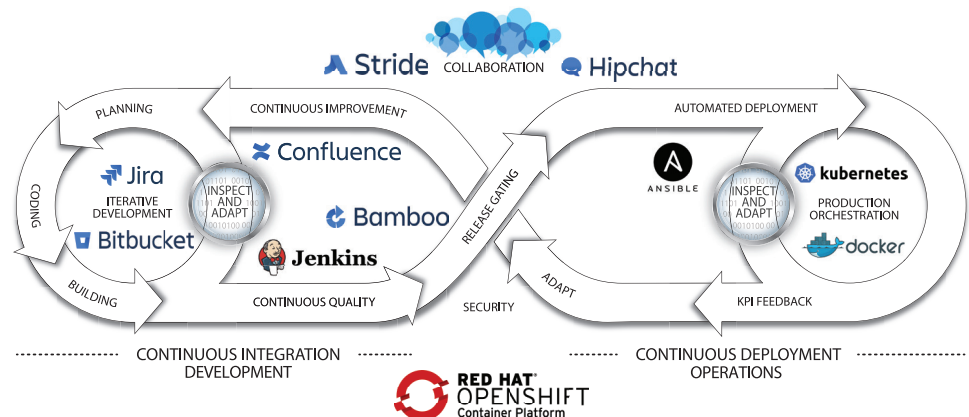 Stride
COLLABORATION
Hipchat
PLANNING
CONTINUOUS IMPROVEMENT
AUTOMATED DEPLOYMENT
Confluence
Jira
ITERATIVE
DEVELOPMENT
Bitbucket
CODING
INSPECT
AND
ADAPT
Bamboo
Jenkins
RELEASE GATING
A
ANSIBLE
INSPECT
AND
ADAPT
kubernetes
PRODUCTION
ORCHESTRATION
docker
BUILDING
CONTINUOUS QUALITY
SECURITY
ADAPT
KPI FEEDBACK
CONTINUOUS INTEGRATION
DEVELOPMENT
CONTINUOUS DEPLOYMENT
OPERATIONS
RED HAT®
OPENSHIFT
Container Platform